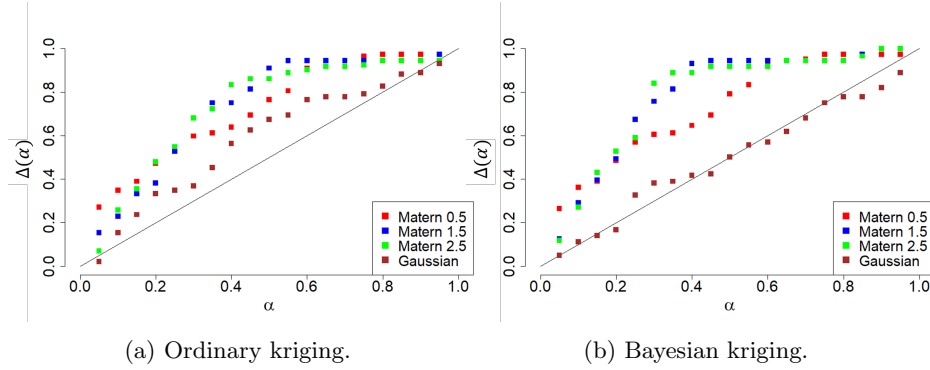 1.0
0.8
0.6
0.4
0.2
0.0
Δ(α)
0.0 0.2 0.4 0.6 0.8 1.0
α
Matern 0.5
Matern 1.5
Matern 2.5
Gaussian
(a) Ordinary kriging.
1.0
0.8
0.6
0.4
0.2
0.0
Δ(α)
0.0 0.2 0.4 0.6 0.8 1.0
α
Matern 0.5
Matern 1.5
Matern 2.5
Gaussian
(b) Bayesian kriging.